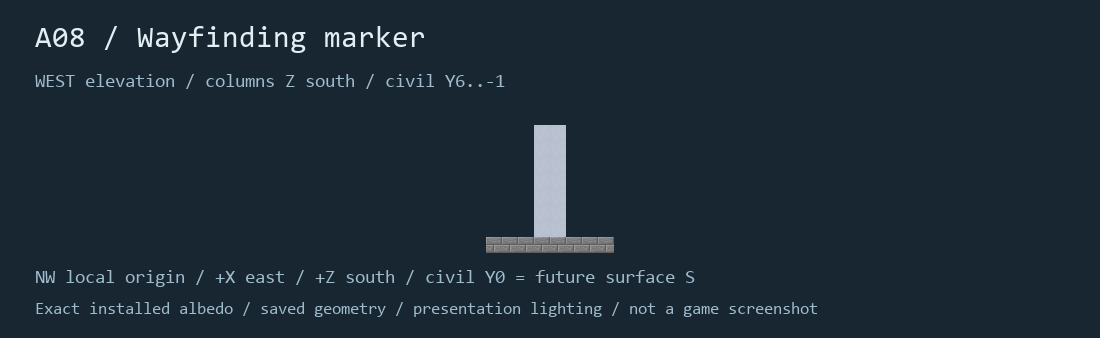 A08 / Wayfinding marker
WEST elevation / columns Z south / civil Y6..-1
NW local origin / +X east / +Z south / civil Y0 = future surface S
Exact installed albedo / saved geometry / presentation lighting / not a game screenshot